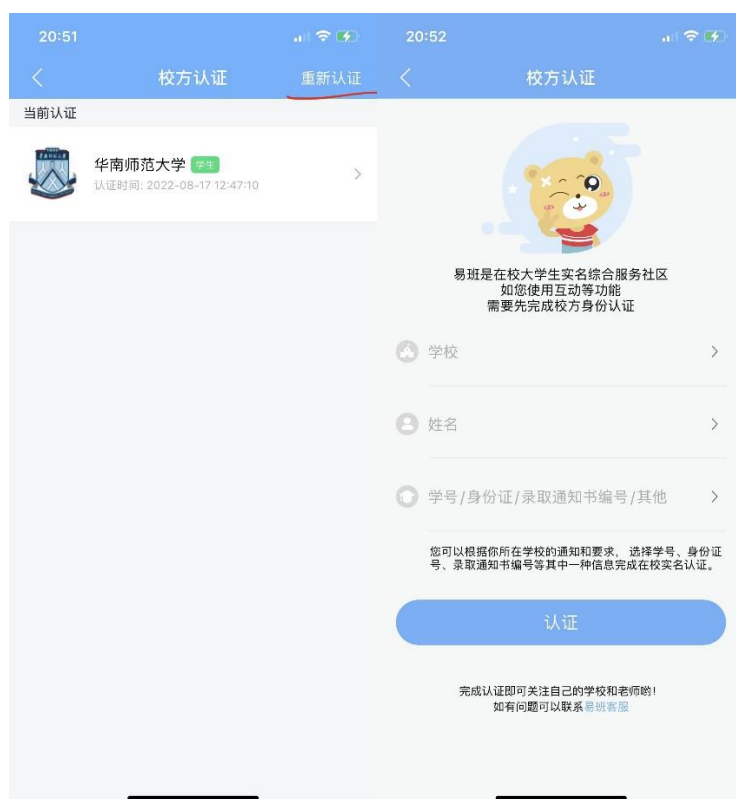 20:51
校方认证
重新认证
当前认证
华南师范大学 学生
认证时间: 2022-08-17 12:47:10
20:52
校方认证
易班是在校大学生实名综合服务社区
如您使用互动等功能
需要先完成校方身份认证
学校
姓名
学号/身份证/录取通知书编号/其他
您可以根据你所在学校的通知和要求, 选择学号、身份证
号、录取通知书编号等其中一种信息完成在校实名认证。
认证
完成认证即可关注自己的学校和老师哟!
如有问题可以联系易班客服